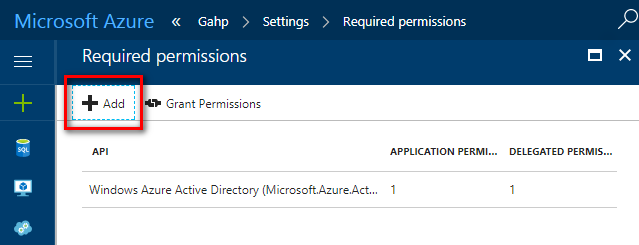 Microsoft Azure « Gahp > Settings > Required permissions
Required permissions
Add Grant Permissions
API APPLICATION PERMI... DELEGATED PERMIS...
Windows Azure Active Directory (Microsoft.Azure.Act... 1 1
SQL